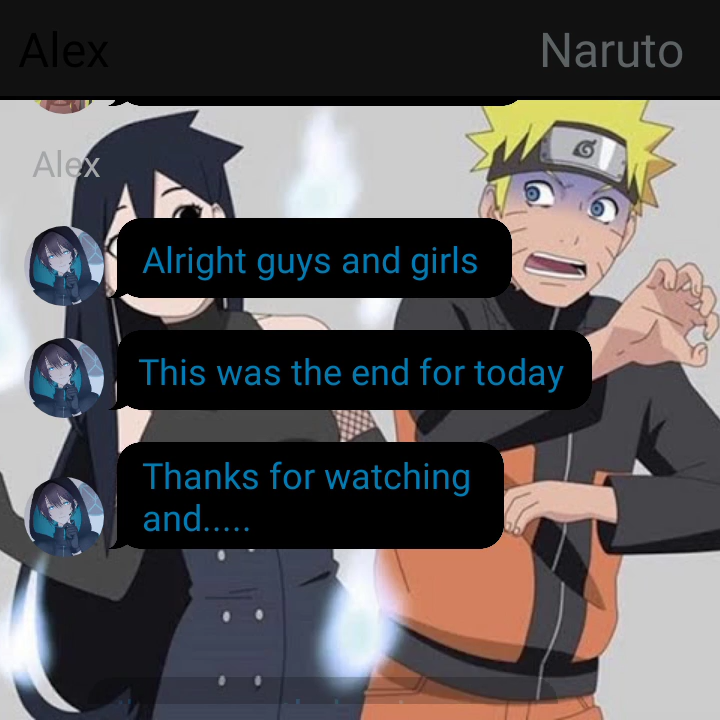 Alex
Naruto
Alex
Alright guys and girls
This was the end for today
Thanks for watching
and.....